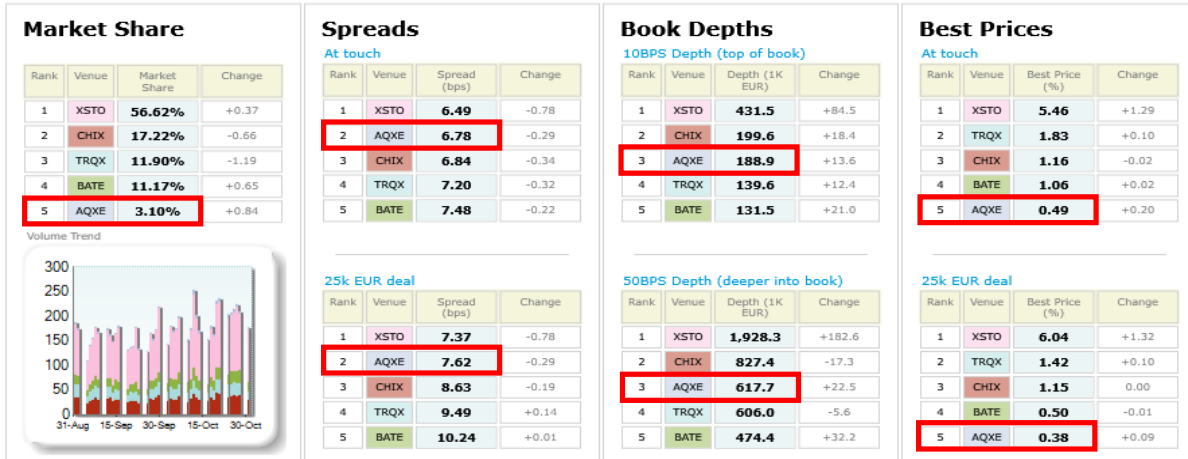 Market Share
Rank Venue Market Share Change
1 XSTO 56.62% +0.37
2 CHIX 17.22% -0.66
3 TRQX 11.90% -1.19
4 BATE 11.17% +0.65
5 AQXE 3.10% +0.84
Volume Trend
300
250
200
150
100
50
0
31-Aug 15-Sep 30-Sep 15-Oct 30-Oct
Spreads
At touch
Rank Venue Spread (bps) Change
1 XSTO 6.49 -0.78
2 AQXE 6.78 -0.29
3 CHIX 6.84 -0.34
4 TRQX 7.20 -0.32
5 BATE 7.48 -0.22
25k EUR deal
Rank Venue Spread (bps) Change
1 XSTO 7.37 -0.78
2 AQXE 7.62 -0.29
3 CHIX 8.63 -0.19
4 TRQX 9.49 +0.14
5 BATE 10.24 +0.01
Book Depths
10BPS Depth (top of book)
Rank Venue Depth (1K EUR) Change
1 XSTO 431.5 +84.5
2 CHIX 199.6 +18.4
3 AQXE 188.9 +13.6
4 TRQX 139.6 +12.4
5 BATE 131.5 +21.0
50BPS Depth (deeper into book)
Rank Venue Depth (1K EUR) Change
1 XSTO 1,928.3 +182.6
2 CHIX 827.4 -17.3
3 AQXE 617.7 +22.5
4 TRQX 606.0 -5.6
5 BATE 474.4 +32.2
Best Prices
At touch
Rank Venue Best Price (%) Change
1 XSTO 5.46 +1.29
2 TRQX 1.83 +0.10
3 CHIX 1.16 -0.02
4 BATE 1.06 +0.02
5 AQXE 0.49 +0.20
25k EUR deal
Rank Venue Best Price (%) Change
1 XSTO 6.04 +1.32
2 TRQX 1.42 +0.10
3 CHIX 1.15 0.00
4 BATE 0.50 -0.01
5 AQXE 0.38 +0.09